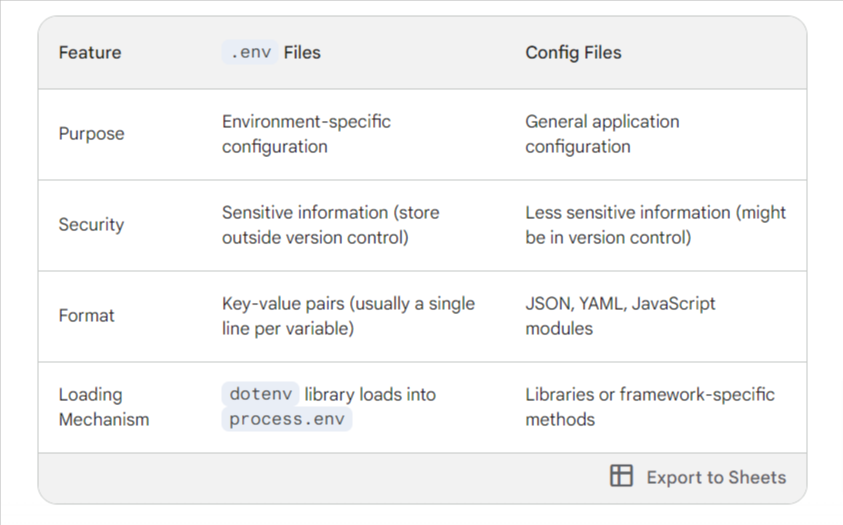 Feature .env Files Config Files
Purpose Environment-specific General application
configuration configuration
Security Sensitive information (store Less sensitive information (might
outside version control) be in version control)
Format Key-value pairs (usually a single JSON, YAML, JavaScript
line per variable) modules
Loading dotenv library loads into Libraries or framework-specific
Mechanism process.env methods
Export to Sheets